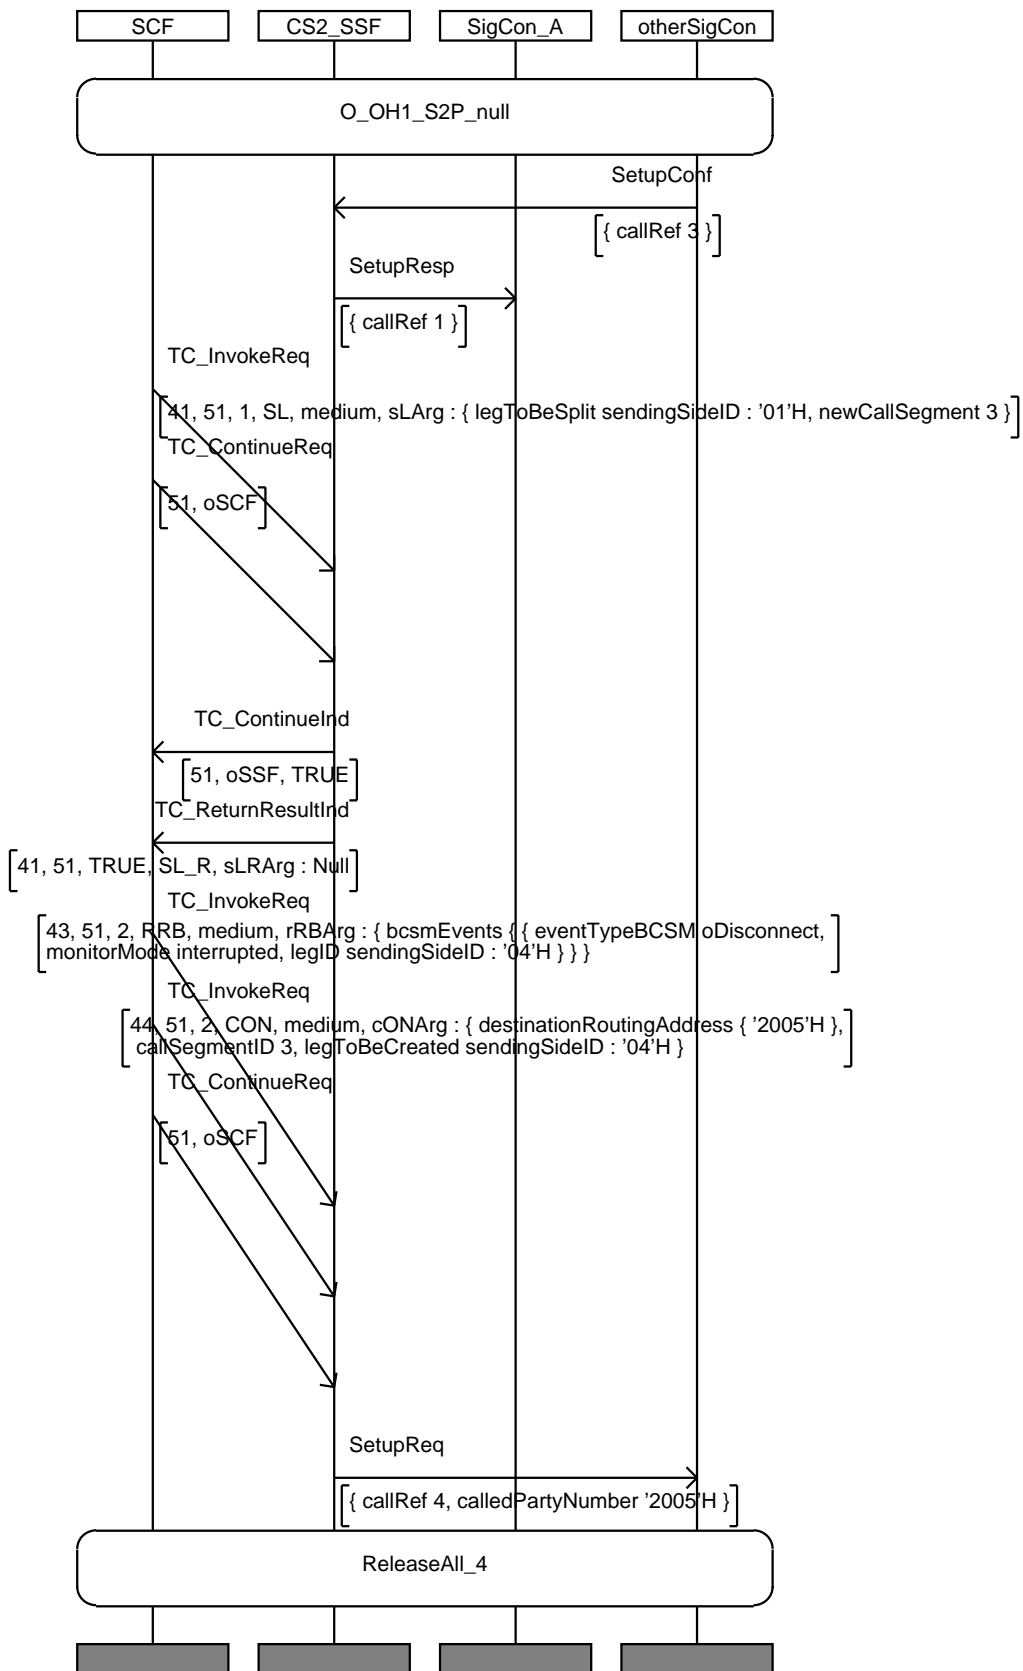 SCF CS2_SSF SigCon_A otherSigCon
O_OH1_S2P_null
SetupConf
{ callRef 3 }
SetupResp
{ callRef 1 }
TC_InvokeReq
41, 51, 1, SL, medium, sLArg : { legToBeSplit sendingSideID : '01'H, newCallSegment 3 }
TC_ContinueReq
51, oSCF
TC_ContinueInd
51, oSSF, TRUE
TC_ReturnResultInd
41, 51, TRUE, SL_R, sLRArg : Null
TC_InvokeReq
43, 51, 2, RRB, medium, rRBArg : { bcsmEvents { { eventTypeBCSM oDisconnect,
monitorMode interrupted, legID sendingSideID : '04'H } } }
TC_InvokeReq
44, 51, 2, CON, medium, cONArg : { destinationRoutingAddress { '2005'H },
callSegmentID 3, legToBeCreated sendingSideID : '04'H }
TC_ContinueReq
51, oSCF
SetupReq
{ callRef 4, calledPartyNumber '2005'H }
ReleaseAll_4